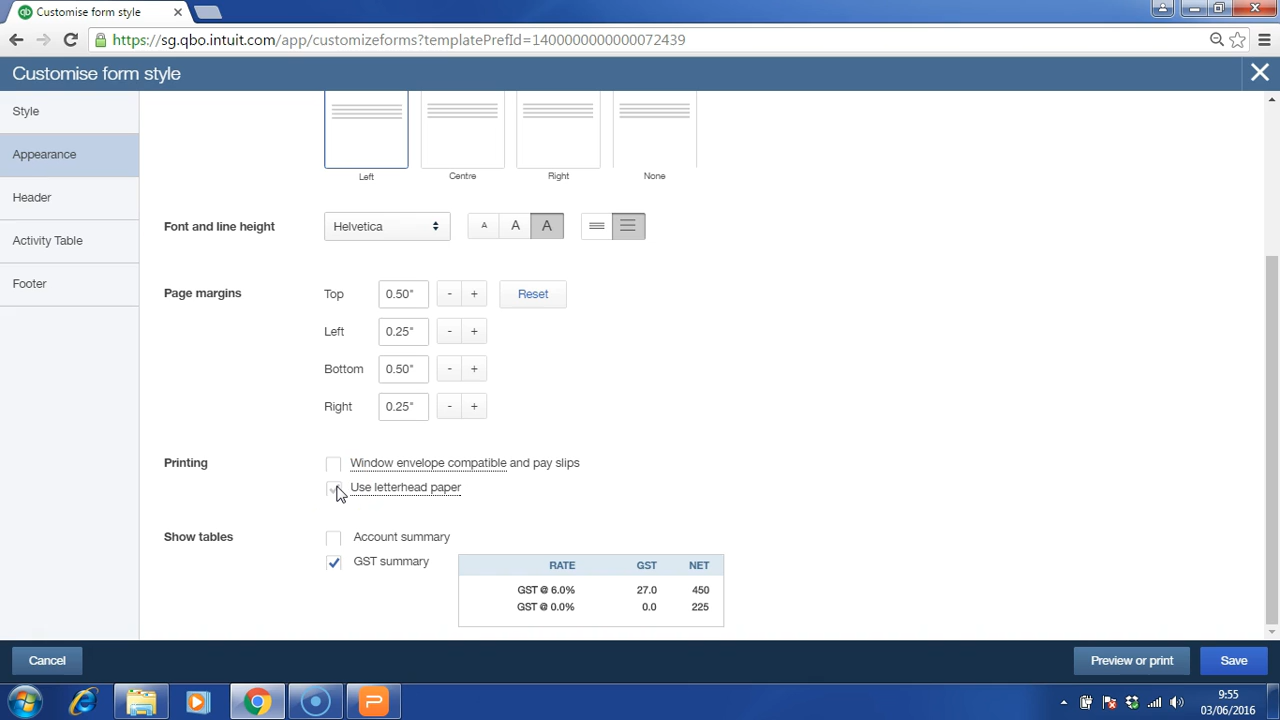 qb Customise form style
https://sg.qbo.intuit.com/app/customizeforms?templatePrefId=1400000000000072439
Customise form style
Style
Appearance
Header
Activity Table
Footer
Left Centre Right None
Font and line height Helvetica A A A
Page margins Top 0.50" - + Reset
Left 0.25" - +
Bottom 0.50" - +
Right 0.25" - +
Printing Window envelope compatible and pay slips
Use letterhead paper
Show tables Account summary
GST summary
RATE GST NET
GST @ 6.0% 27.0 450
GST @ 0.0% 0.0 225
Cancel Preview or print Save
9:55
03/06/2016